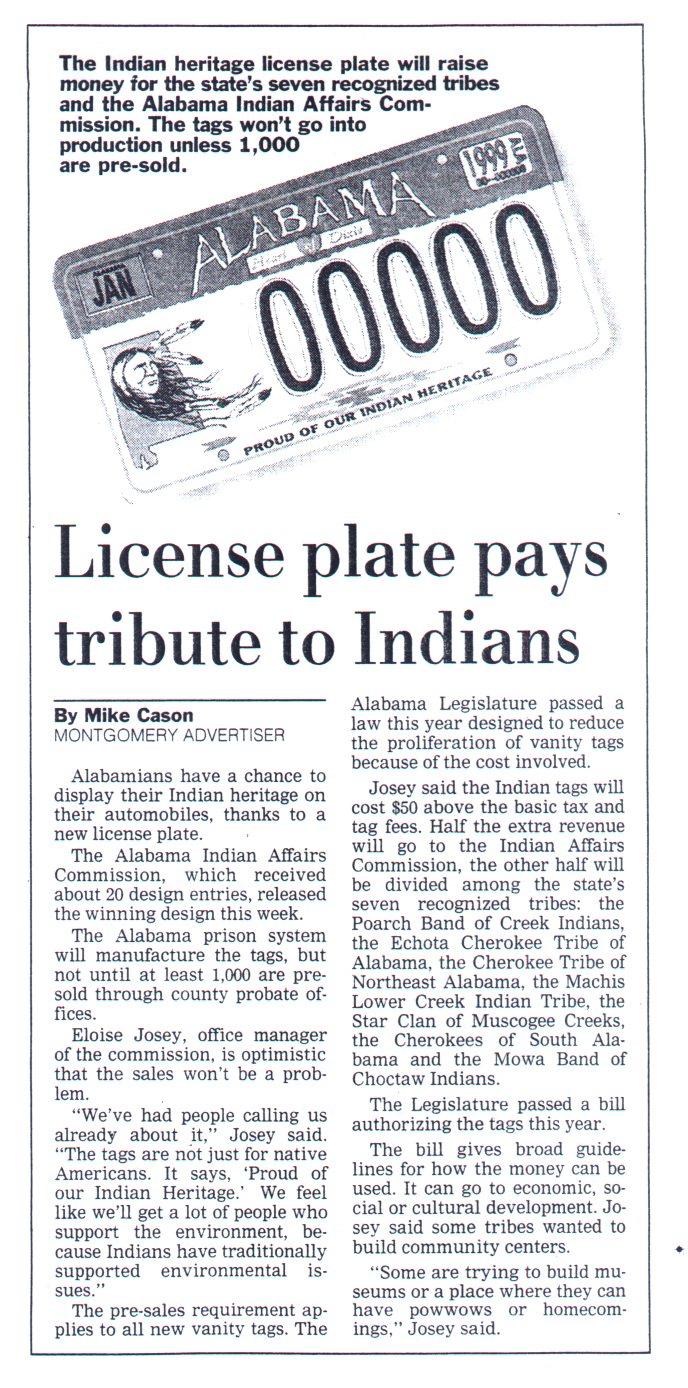 The Indian heritage license plate will raise
money for the state's seven recognized tribes
and the Alabama Indian Affairs Com-
mission. The tags won't go into
production unless 1,000
are pre-sold.
1999
ALABAMA
Heart of Dixie
JAN
00000
PROUD OF OUR INDIAN HERITAGE
License plate pays
tribute to Indians
By Mike Cason
MONTGOMERY ADVERTISER
Alabamians have a chance to
display their Indian heritage on
their automobiles, thanks to a
new license plate.
The Alabama Indian Affairs
Commission, which received
about 20 design entries, released
the winning design this week.
The Alabama prison system
will manufacture the tags, but
not until at least 1,000 are pre-
sold through county probate of-
fices.
Eloise Josey, office manager
of the commission, is optimistic
that the sales won't be a prob-
lem.
"We've had people calling us
already about it," Josey said.
"The tags are not just for native
Americans. It says, 'Proud of
our Indian Heritage.' We feel
like we'll get a lot of people who
support the environment, be-
cause Indians have traditionally
supported environmental is-
sues."
The pre-sales requirement ap-
plies to all new vanity tags. The
Alabama Legislature passed a
law this year designed to reduce
the proliferation of vanity tags
because of the cost involved.
Josey said the Indian tags will
cost $50 above the basic tax and
tag fees. Half the extra revenue
will go to the Indian Affairs
Commission, the other half will
be divided among the state's
seven recognized tribes: the
Poarch Band of Creek Indians,
the Echota Cherokee Tribe of
Alabama, the Cherokee Tribe of
Northeast Alabama, the Machis
Lower Creek Indian Tribe, the
Star Clan of Muscogee Creeks,
the Cherokees of South Ala-
bama and the Mowa Band of
Choctaw Indians.
The Legislature passed a bill
authorizing the tags this year.
The bill gives broad guide-
lines for how the money can be
used. It can go to economic, so-
cial or cultural development. Jo-
sey said some tribes wanted to
build community centers.
"Some are trying to build mu-
seums or a place where they can
have powwows or homecom-
ings," Josey said.